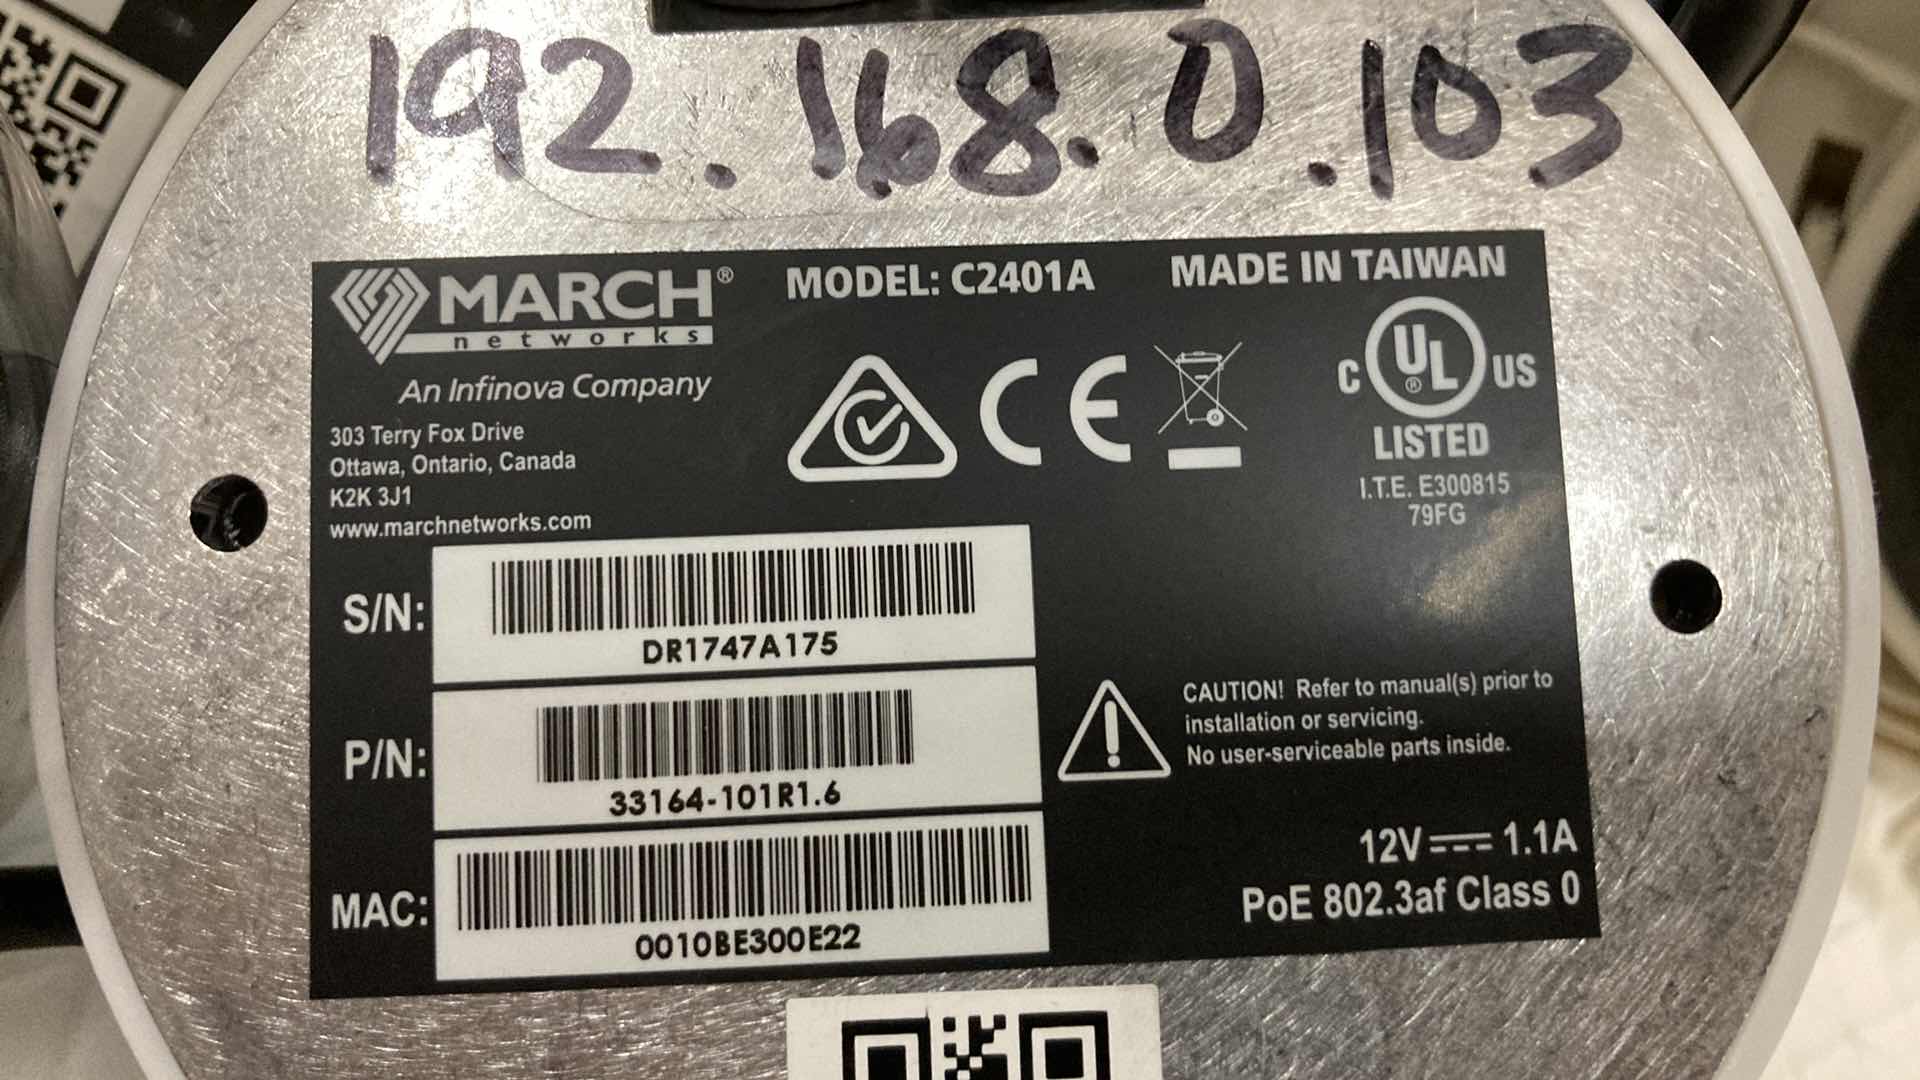 192.168.0.103
MARCH®
networks
An Infinova Company
303 Terry Fox Drive
Ottawa, Ontario, Canada
K2K 3J1
www.marchnetworks.com
MODEL: C2401A
MADE IN TAIWAN
CE
C UL® US
LISTED
I.T.E. E300815
79FG
S/N:
DR1747A175
P/N:
33164-101R1.6
MAC:
0010BE300E22
CAUTION! Refer to manual(s) prior to
installation or servicing.
No user-serviceable parts inside.
12V ⎓ 1.1A
PoE 802.3af Class 0